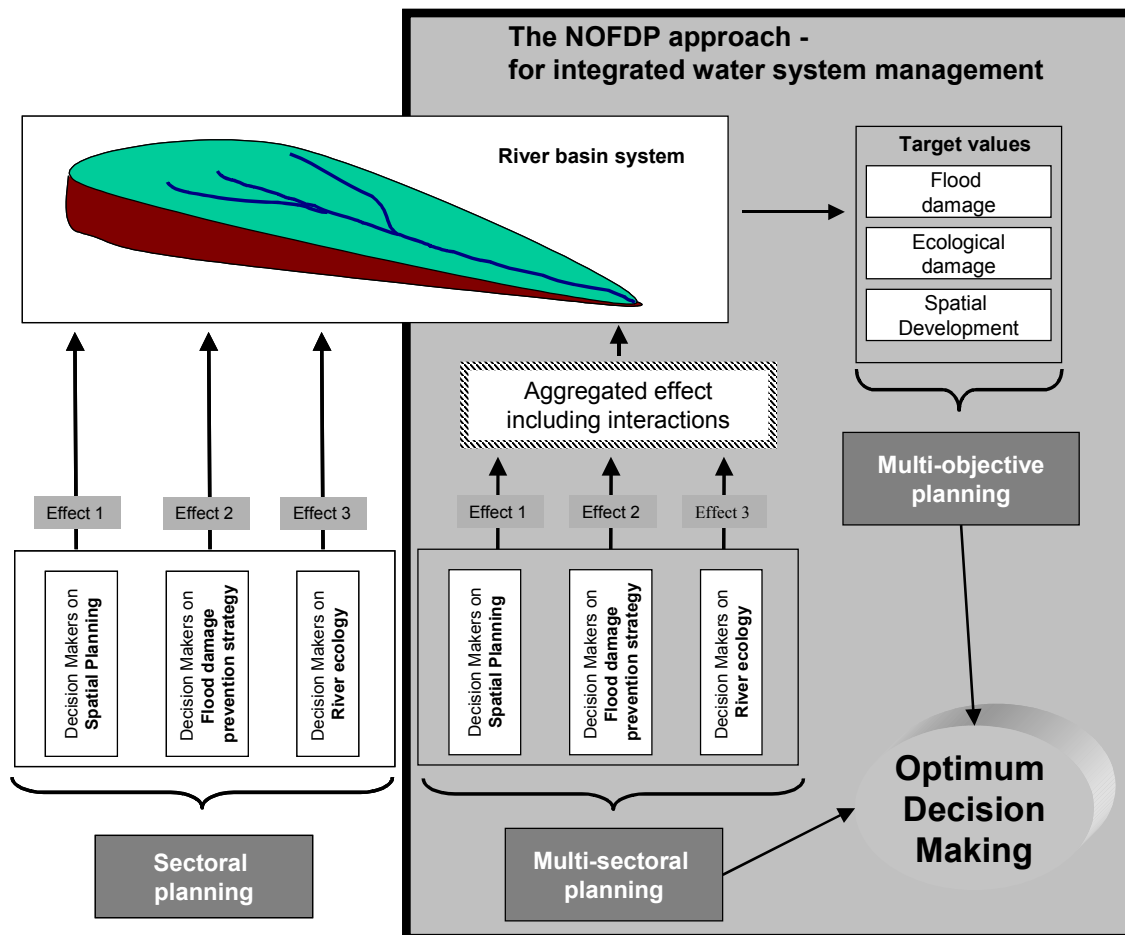 The NOFDP approach -
for integrated water system management
River basin system
Target values
Flood
damage
Ecological
damage
Spatial
Development
Aggregated effect
including interactions
Multi-objective
planning
Effect 1
Effect 2
Effect 3
Effect 1
Effect 2
Effect 3
Decision Makers on
Spatial Planning
Decision Makers on
Flood damage
prevention strategy
Decision Makers on
River ecology
Decision Makers on
Spatial Planning
Decision Makers on
Flood damage
prevention strategy
Decision Makers on
River ecology
Optimum
Decision
Making
Sectoral
planning
Multi-sectoral
planning